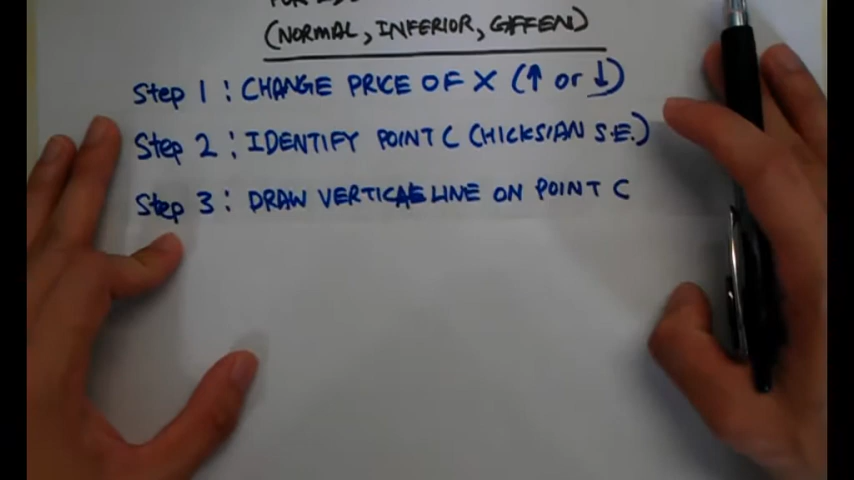 (NORMAL, INFERIOR, GIFFEN)
Step 1 : CHANGE PRICE OF X (↑ or ↓)
Step 2 : IDENTIFY POINT C (HICKSIAN S.E.)
Step 3 : DRAW VERTICAL LINE ON POINT C